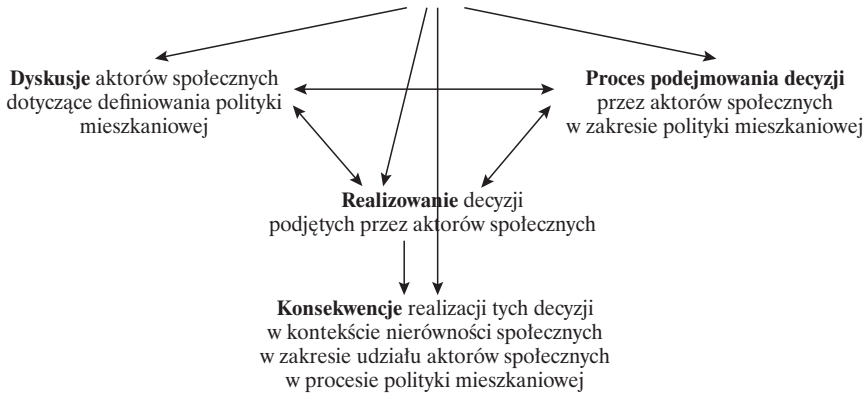 Dyskusje aktorów społecznych
dotyczące definiowania polityki
mieszkaniowej
Proces podejmowania decyzji
przez aktorów społecznych
w zakresie polityki mieszkaniowej
Realizowanie decyzji
podjętych przez aktorów społecznych
Konsekwencje realizacji tych decyzji
w kontekście nierówności społecznych
w zakresie udziału aktorów społecznych
w procesie polityki mieszkaniowej